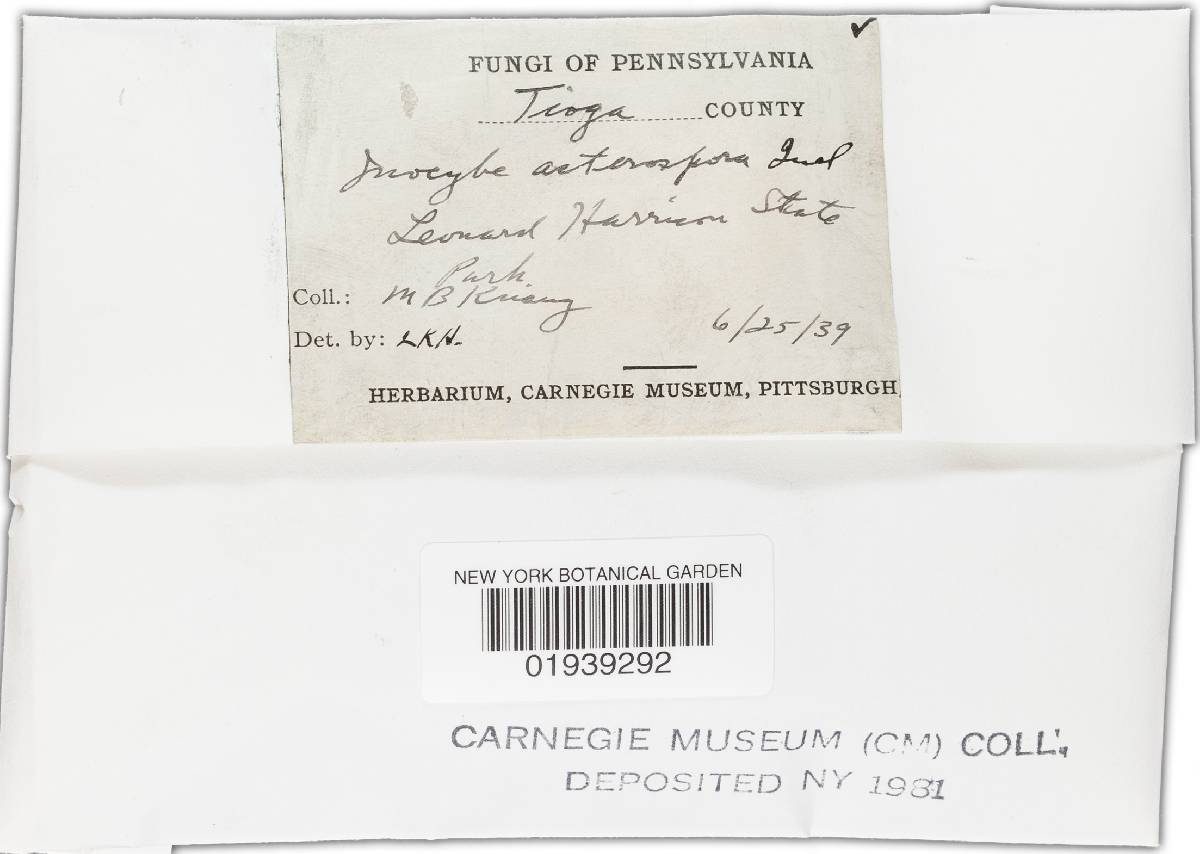 FUNGI OF PENNSYLVANIA
Tioga COUNTY
Inocybe asterospora Quel
Leonard Harrison State
Park
Coll.: M B Knauz
Det. by: LKH.
6/25/39
HERBARIUM, CARNEGIE MUSEUM, PITTSBURGH
NEW YORK BOTANICAL GARDEN
01939292
CARNEGIE MUSEUM (CM) COLL'.
DEPOSITED NY 1981